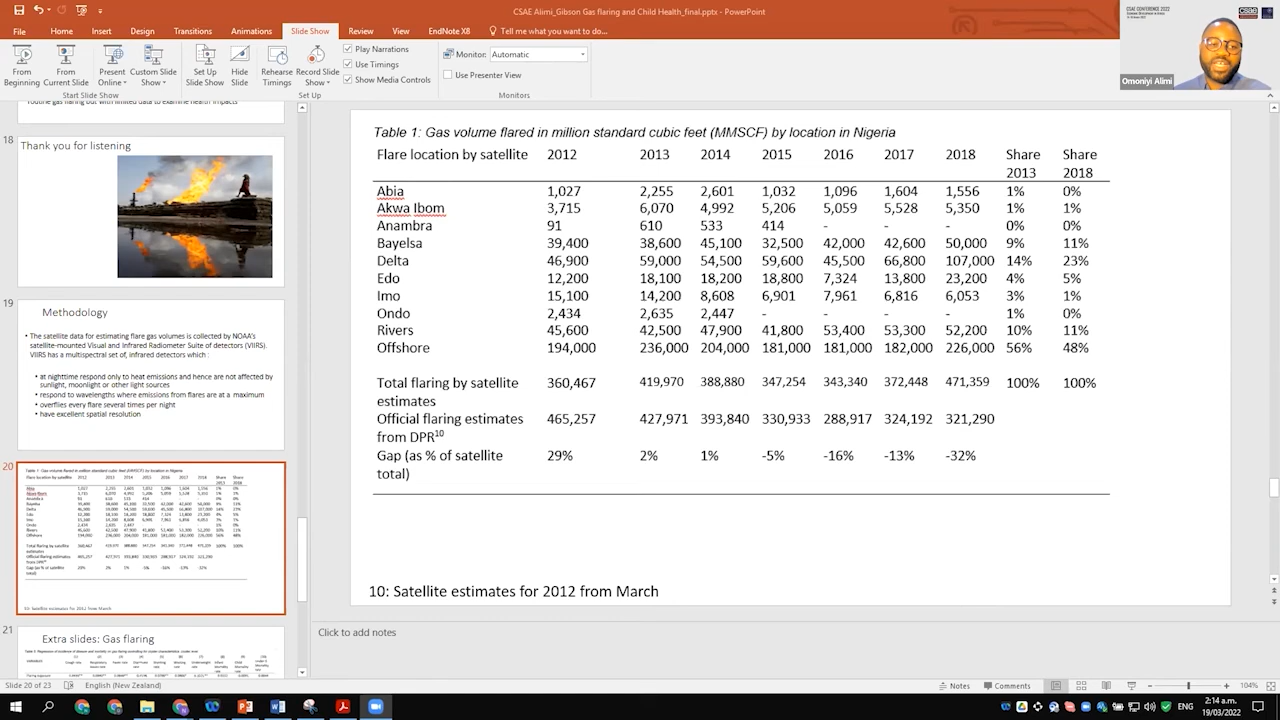 CSAE Alimi_Gibson Gas flaring and Child Health_final.pptx - PowerPoint
CSAE CONFERENCE 2022
Omoniyi Alimi
File Home Insert Design Transitions Animations Slide Show Review View EndNote X8 Tell me what you want to do...
From Beginning
From Current Slide
Present Online
Custom Slide Show
Start Slide Show
Set Up Slide Show
Hide Slide
Rehearse Timings
Record Slide Show
Play Narrations
Use Timings
Show Media Controls
Set Up
Monitor: Automatic
Use Presenter View
Monitors
18
Thank you for listening
19
Methodology
• The satellite data for estimating flare gas volumes is collected by NOAA's
satellite-mounted Visual and Infrared Radiometer Suite of detectors (VIIRS).
VIIRS has a multispectral set of, infrared detectors which :
• at nighttime respond only to heat emissions and hence are not affected by
sunlight, moonlight or other light sources
• respond to wavelengths where emissions from flares are at a maximum
• overflies every flare several times per night
• have excellent spatial resolution
20
21
Extra slides: Gas flaring
Table 1: Gas volume flared in million standard cubic feet (MMSCF) by location in Nigeria
Flare location by satellite 2012 2013 2014 2015 2016 2017 2018 Share Share
2013 2018
Abia 1,027 2,255 2,601 1,032 1,096 1,604 1,556 1% 0%
Akwa Ibom 3,715 6,070 4,992 5,206 5,059 5,528 5,350 1% 1%
Anambra 91 610 533 414 - - - 0% 0%
Bayelsa 39,400 38,600 45,100 32,500 42,000 42,600 50,000 9% 11%
Delta 46,900 59,000 54,500 59,600 45,500 66,800 107,000 14% 23%
Edo 12,200 18,100 18,200 18,800 7,324 13,800 23,200 4% 5%
Imo 15,100 14,200 8,608 6,901 7,961 6,816 6,053 3% 1%
Ondo 2,434 2,635 2,447 - - - - 1% 0%
Rivers 45,600 42,500 47,900 41,800 53,400 53,300 52,200 10% 11%
Offshore 194,000 236,000 204,000 181,000 181,000 182,000 226,000 56% 48%
Total flaring by satellite 360,467 419,970 388,880 347,254 343,340 372,448 471,359 100% 100%
estimates
Official flaring estimates 465,257 427,971 393,840 330,933 288,917 324,192 321,290
from DPR10
Gap (as % of satellite 29% 2% 1% -5% -16% -13% -32%
total)
10: Satellite estimates for 2012 from March
Click to add notes
Slide 20 of 23 English (New Zealand) Notes Comments 104%
2:14 a.m.
19/03/2022